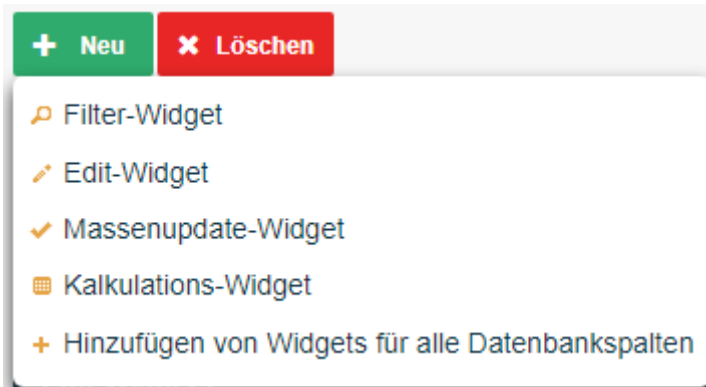 Neu Löschen
Filter-Widget
Edit-Widget
Massenupdate-Widget
Kalkulations-Widget
Hinzufügen von Widgets für alle Datenbankspalten